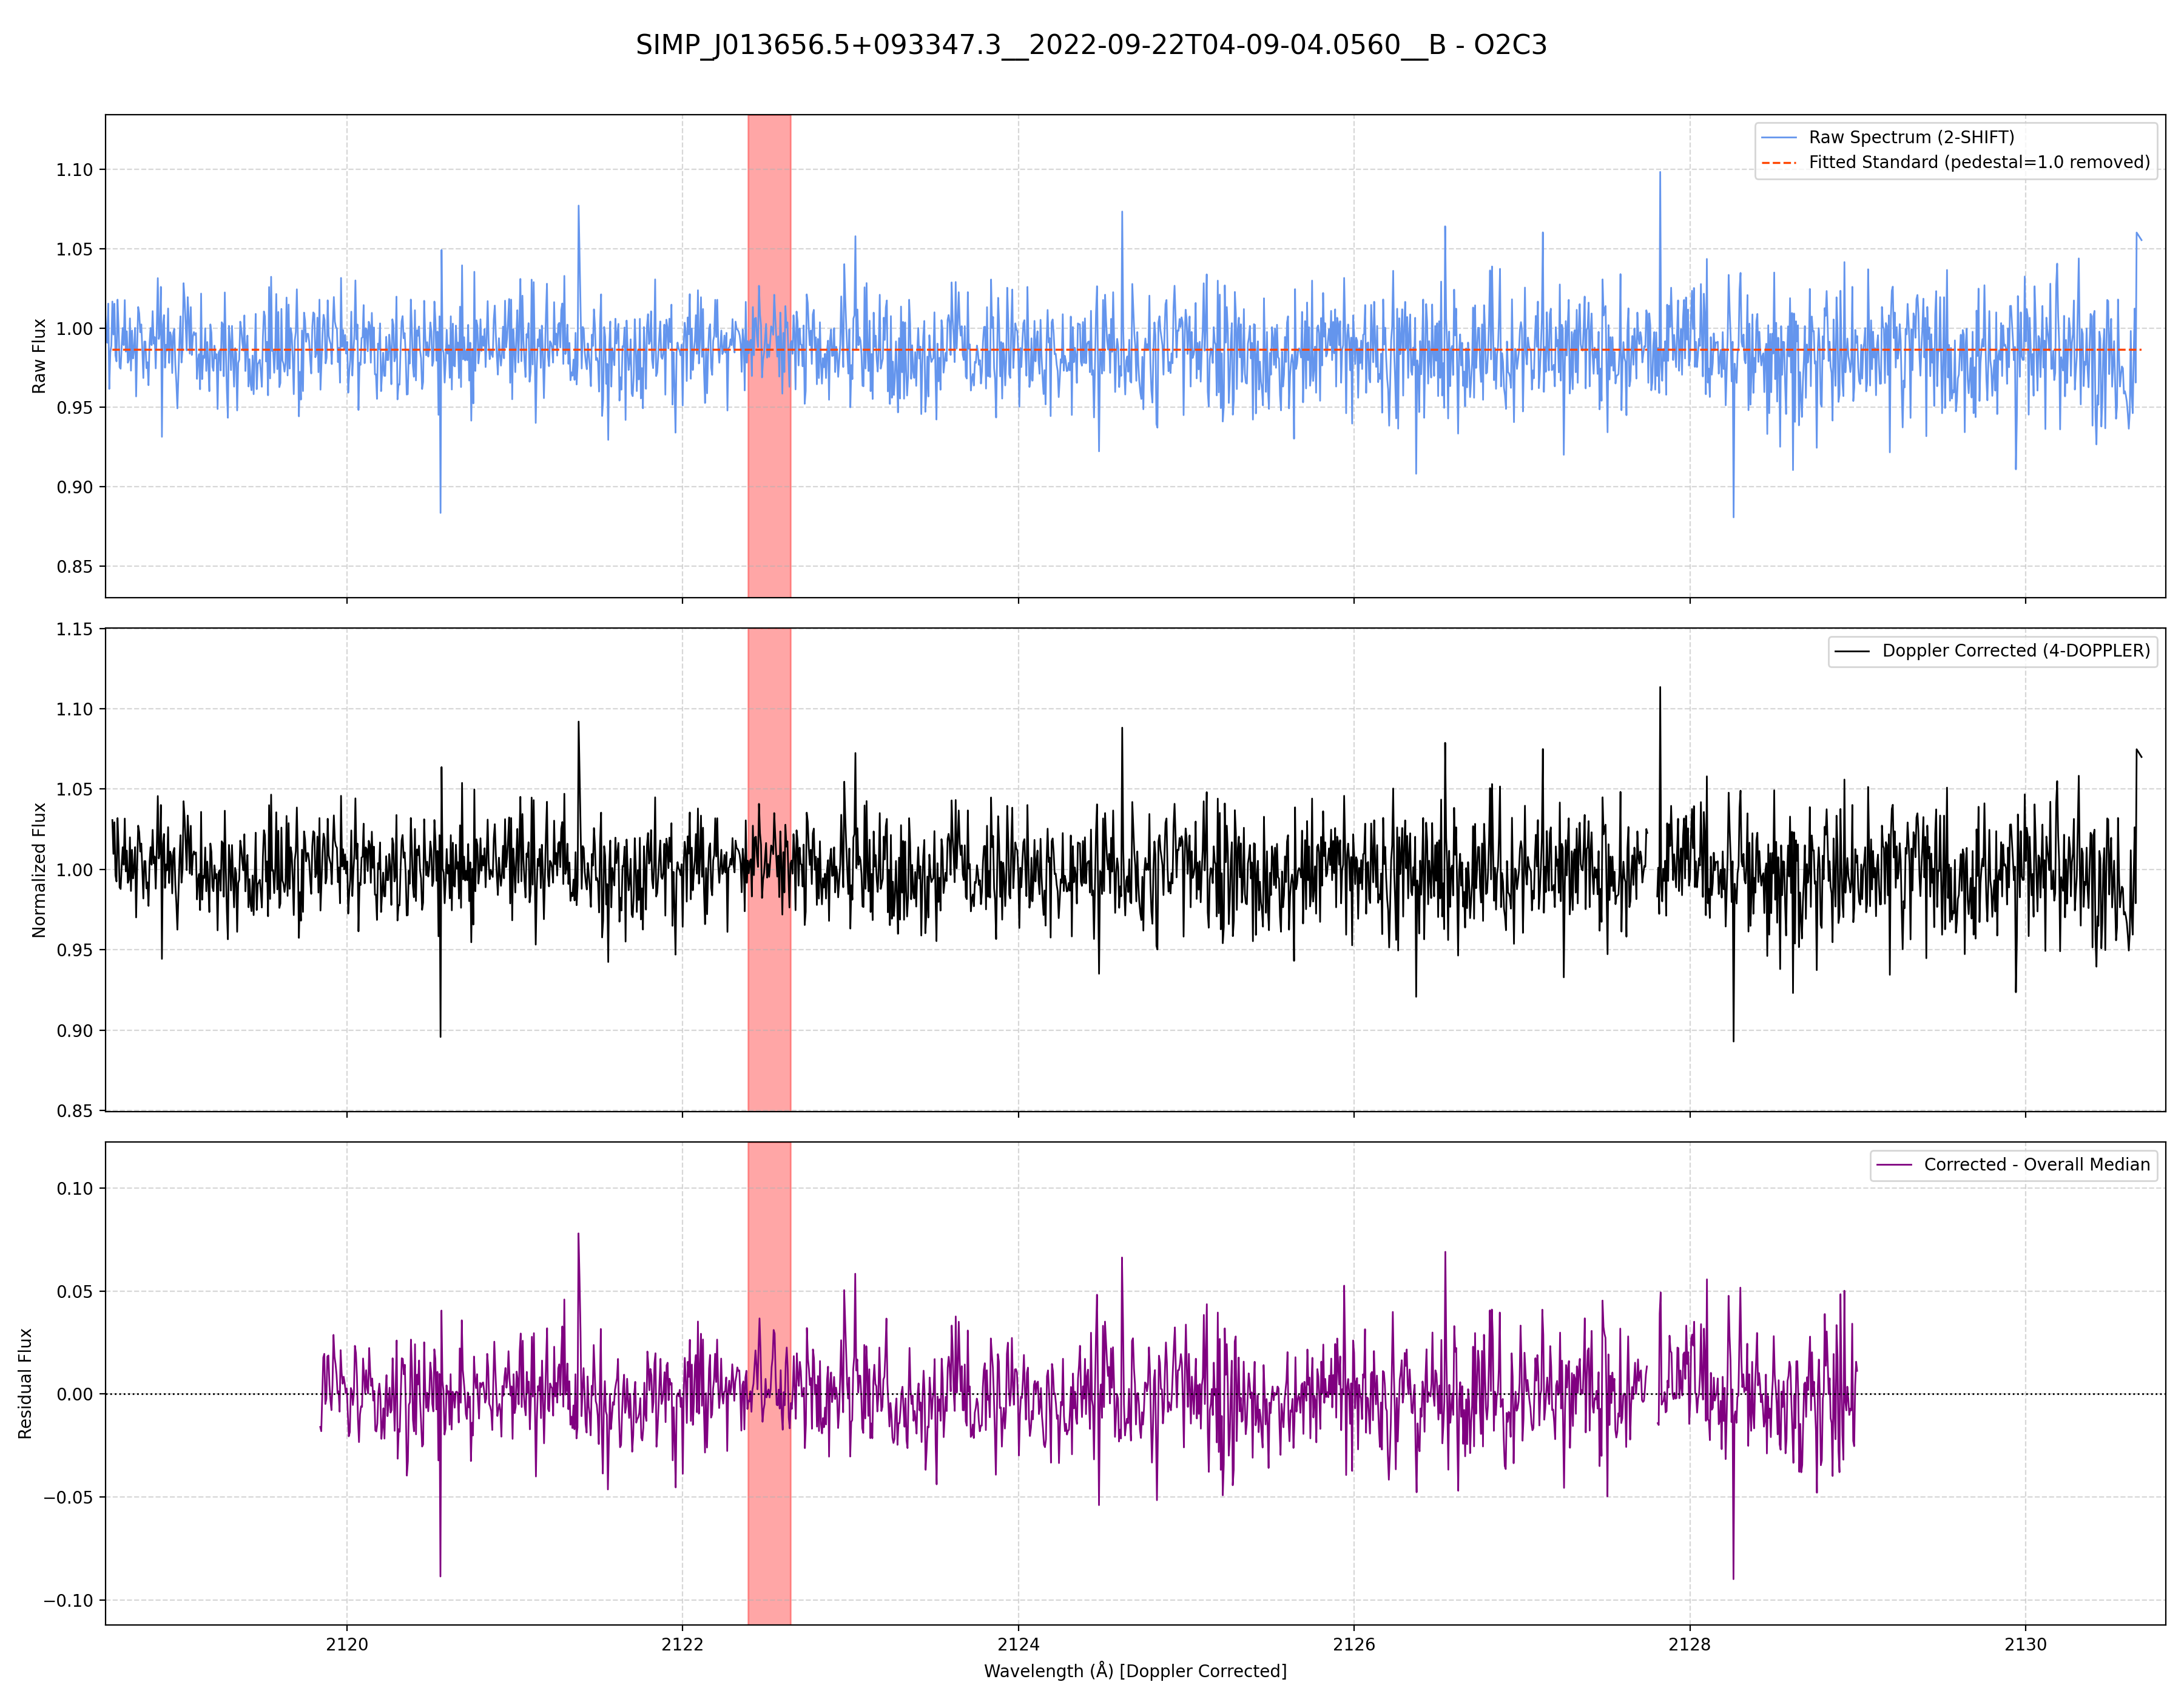 SIMP_J013656.5+093347.3__2022-09-22T04-09-04.0560__B - O2C3
Raw Spectrum (2-SHIFT)
Fitted Standard (pedestal=1.0 removed)
Raw Flux
1.10
1.05
1.00
0.95
0.90
0.85
Doppler Corrected (4-DOPPLER)
Normalized Flux
1.15
1.10
1.05
1.00
0.95
0.90
0.85
Corrected - Overall Median
Residual Flux
0.10
0.05
0.00
−0.05
−0.10
2120 2122 2124 2126 2128 2130
Wavelength (Å) [Doppler Corrected]